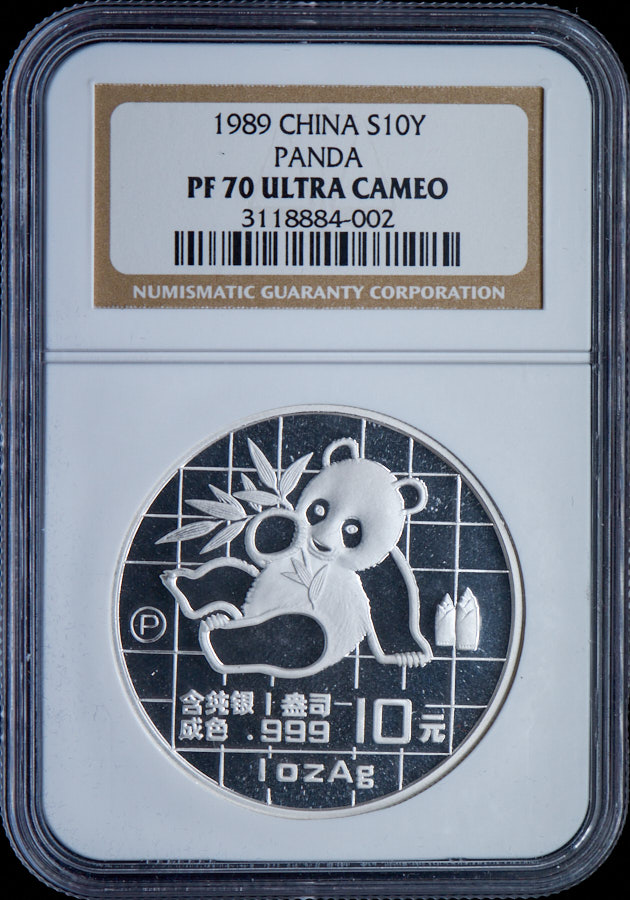 1989 CHINA S10Y
PANDA
PF 70 ULTRA CAMEO
3118884-002
NUMISMATIC GUARANTY CORPORATION
P
含纯银1盎司 10元
成色 .999
1ozAg